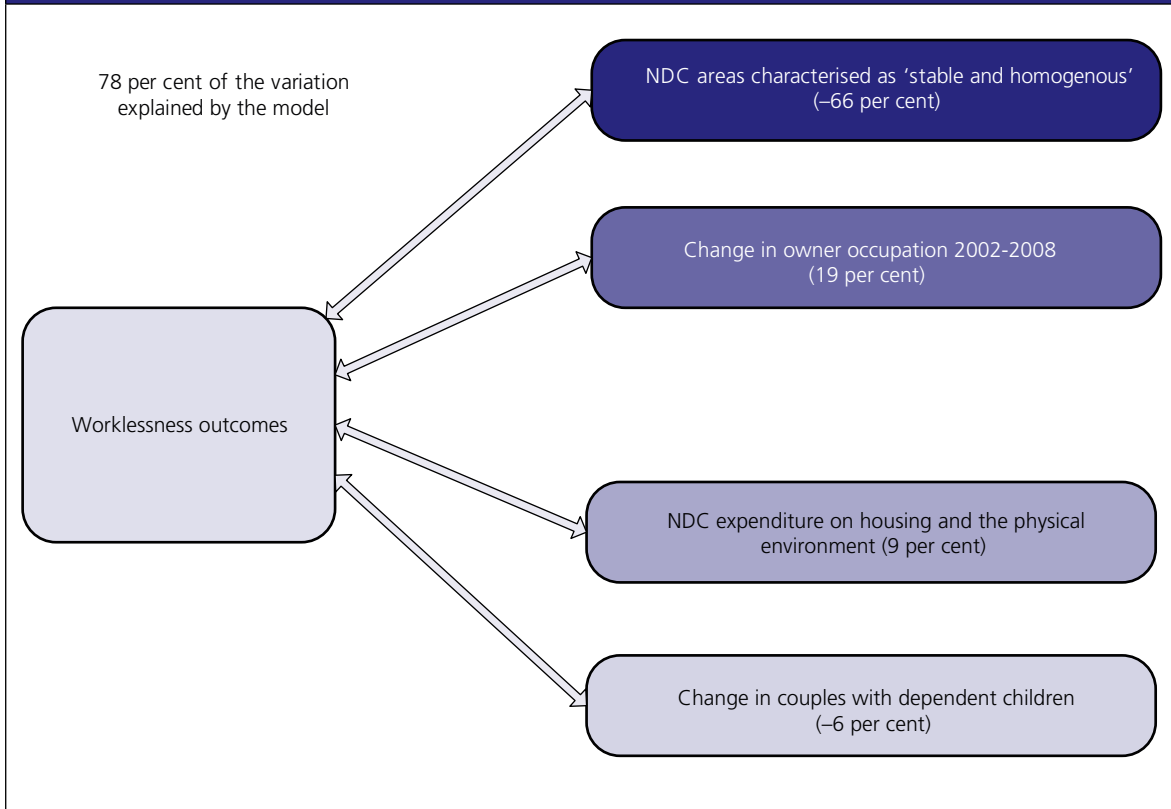 78 per cent of the variation
explained by the model
NDC areas characterised as ‘stable and homogenous’
(–66 per cent)
Change in owner occupation 2002-2008
(19 per cent)
Worklessness outcomes
NDC expenditure on housing and the physical
environment (9 per cent)
Change in couples with dependent children
(–6 per cent)